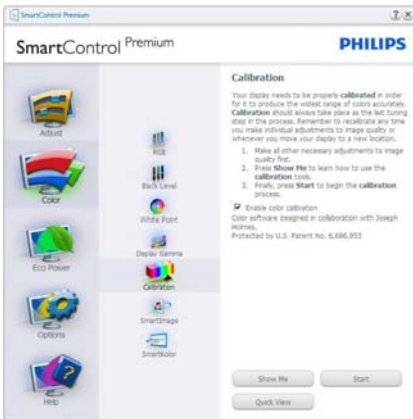 SmartControl Premium
SmartControl Premium
PHILIPS
Adjust
Color
Eco Power
Options
Help
RGB
Black Level
White Point
Display Gamma
Calibration
SmartImage
SmartKolor
Calibration
Your display needs to be properly calibrated in order
for it to produce the widest range of colors accurately.
Calibration should always take place as the last tuning
step in the process. Remember to recalibrate any time
you make individual adjustments to image quality or
whenever you move your display to a new location.
1. Make all other necessary adjustments to image
quality first.
2. Press Show Me to learn how to use the
calibration tools.
3. Finally, press Start to begin the calibration
process.
Enable color calibration
Color software designed in collaboration with Joseph
Holmes.
Protected by U.S. Patent No. 6,686,953
Show Me
Start
Quick View